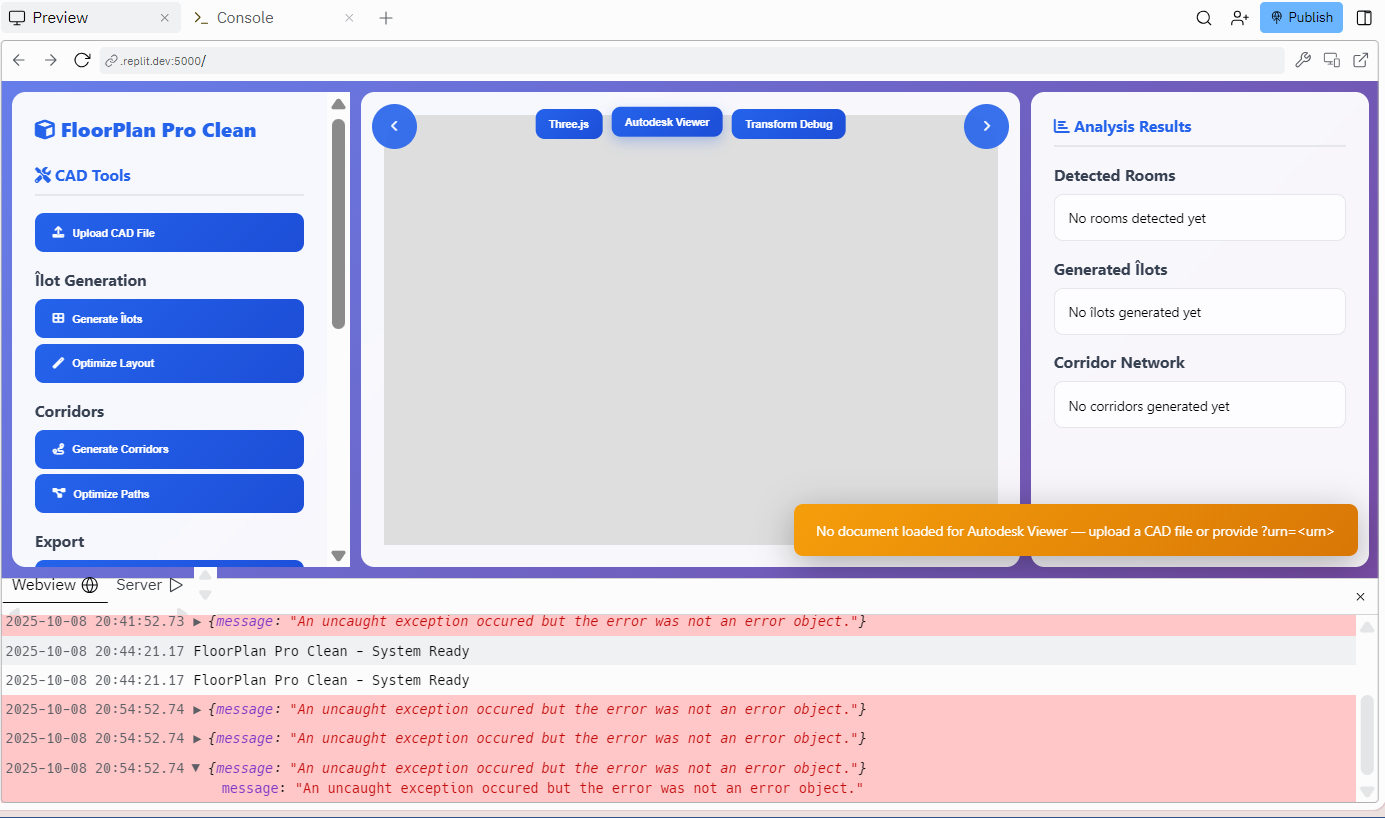 Preview
Console
Publish
.replit.dev:5000/
FloorPlan Pro Clean
CAD Tools
Upload CAD File
Îlot Generation
Generate Îlots
Optimize Layout
Corridors
Generate Corridors
Optimize Paths
Export
Three.js
Autodesk Viewer
Transform Debug
Analysis Results
Detected Rooms
No rooms detected yet
Generated Îlots
No îlots generated yet
Corridor Network
No corridors generated yet
No document loaded for Autodesk Viewer — upload a CAD file or provide ?urn=<urn>
Webview
Server
2025-10-08 20:41:52.73 ▶ {message: "An uncaught exception occured but the error was not an error object."}
2025-10-08 20:44:21.17 FloorPlan Pro Clean - System Ready
2025-10-08 20:44:21.17 FloorPlan Pro Clean - System Ready
2025-10-08 20:54:52.74 ▶ {message: "An uncaught exception occured but the error was not an error object."}
2025-10-08 20:54:52.74 ▶ {message: "An uncaught exception occured but the error was not an error object."}
2025-10-08 20:54:52.74 ▼ {message: "An uncaught exception occured but the error was not an error object."}
message: "An uncaught exception occured but the error was not an error object."